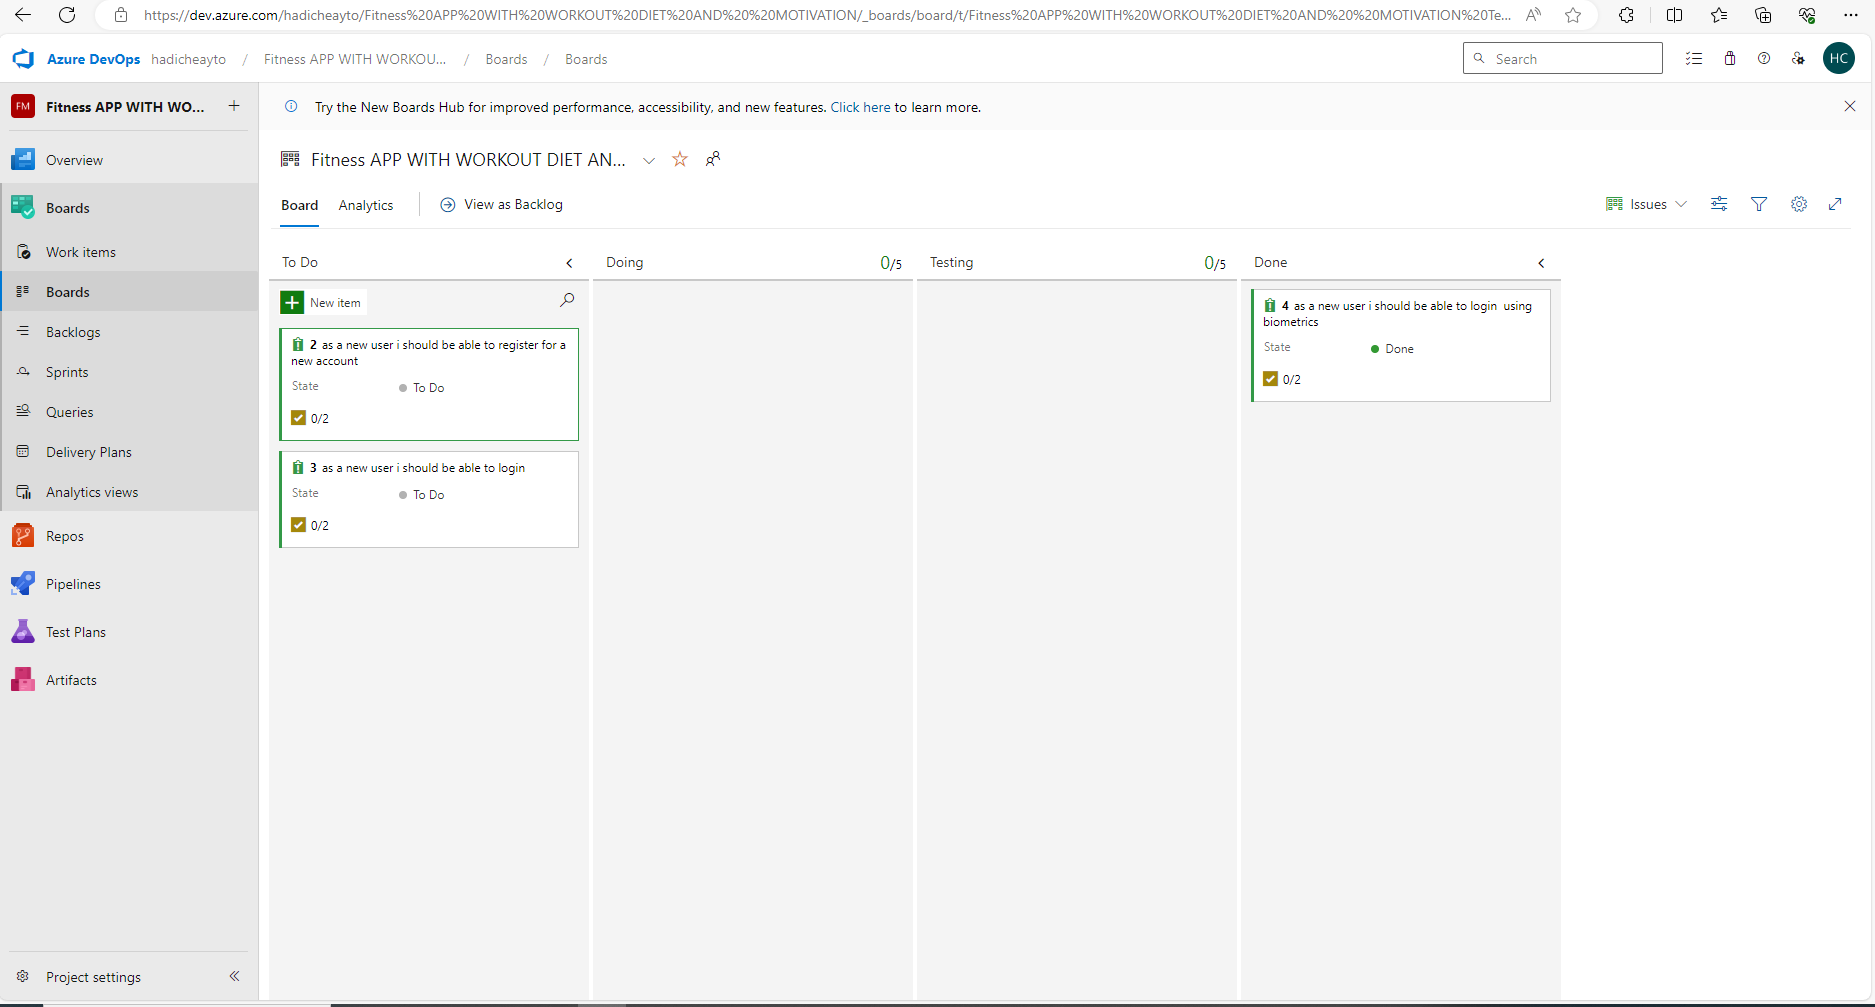 https://dev.azure.com/hadicheayto/Fitness%20APP%20WITH%20WORKOUT%20DIET%20AND%20%20MOTIVATION/_boards/board/t/Fitness%20APP%20WITH%20WORKOUT%20DIET%20AND%20%20MOTIVATION%20Te...
Azure DevOps hadicheayto / Fitness APP WITH WORKOU... / Boards / Boards
Search
HC
FM Fitness APP WITH WO... +
Overview
Boards
Work items
Boards
Backlogs
Sprints
Queries
Delivery Plans
Analytics views
Repos
Pipelines
Test Plans
Artifacts
Project settings
Try the New Boards Hub for improved performance, accessibility, and new features. Click here to learn more.
Fitness APP WITH WORKOUT DIET AN...
Board Analytics View as Backlog
Issues
To Do
New item
2 as a new user i should be able to register for a
new account
State To Do
0/2
3 as a new user i should be able to login
State To Do
0/2
Doing 0/5
Testing 0/5
Done
4 as a new user i should be able to login using
biometrics
State Done
0/2